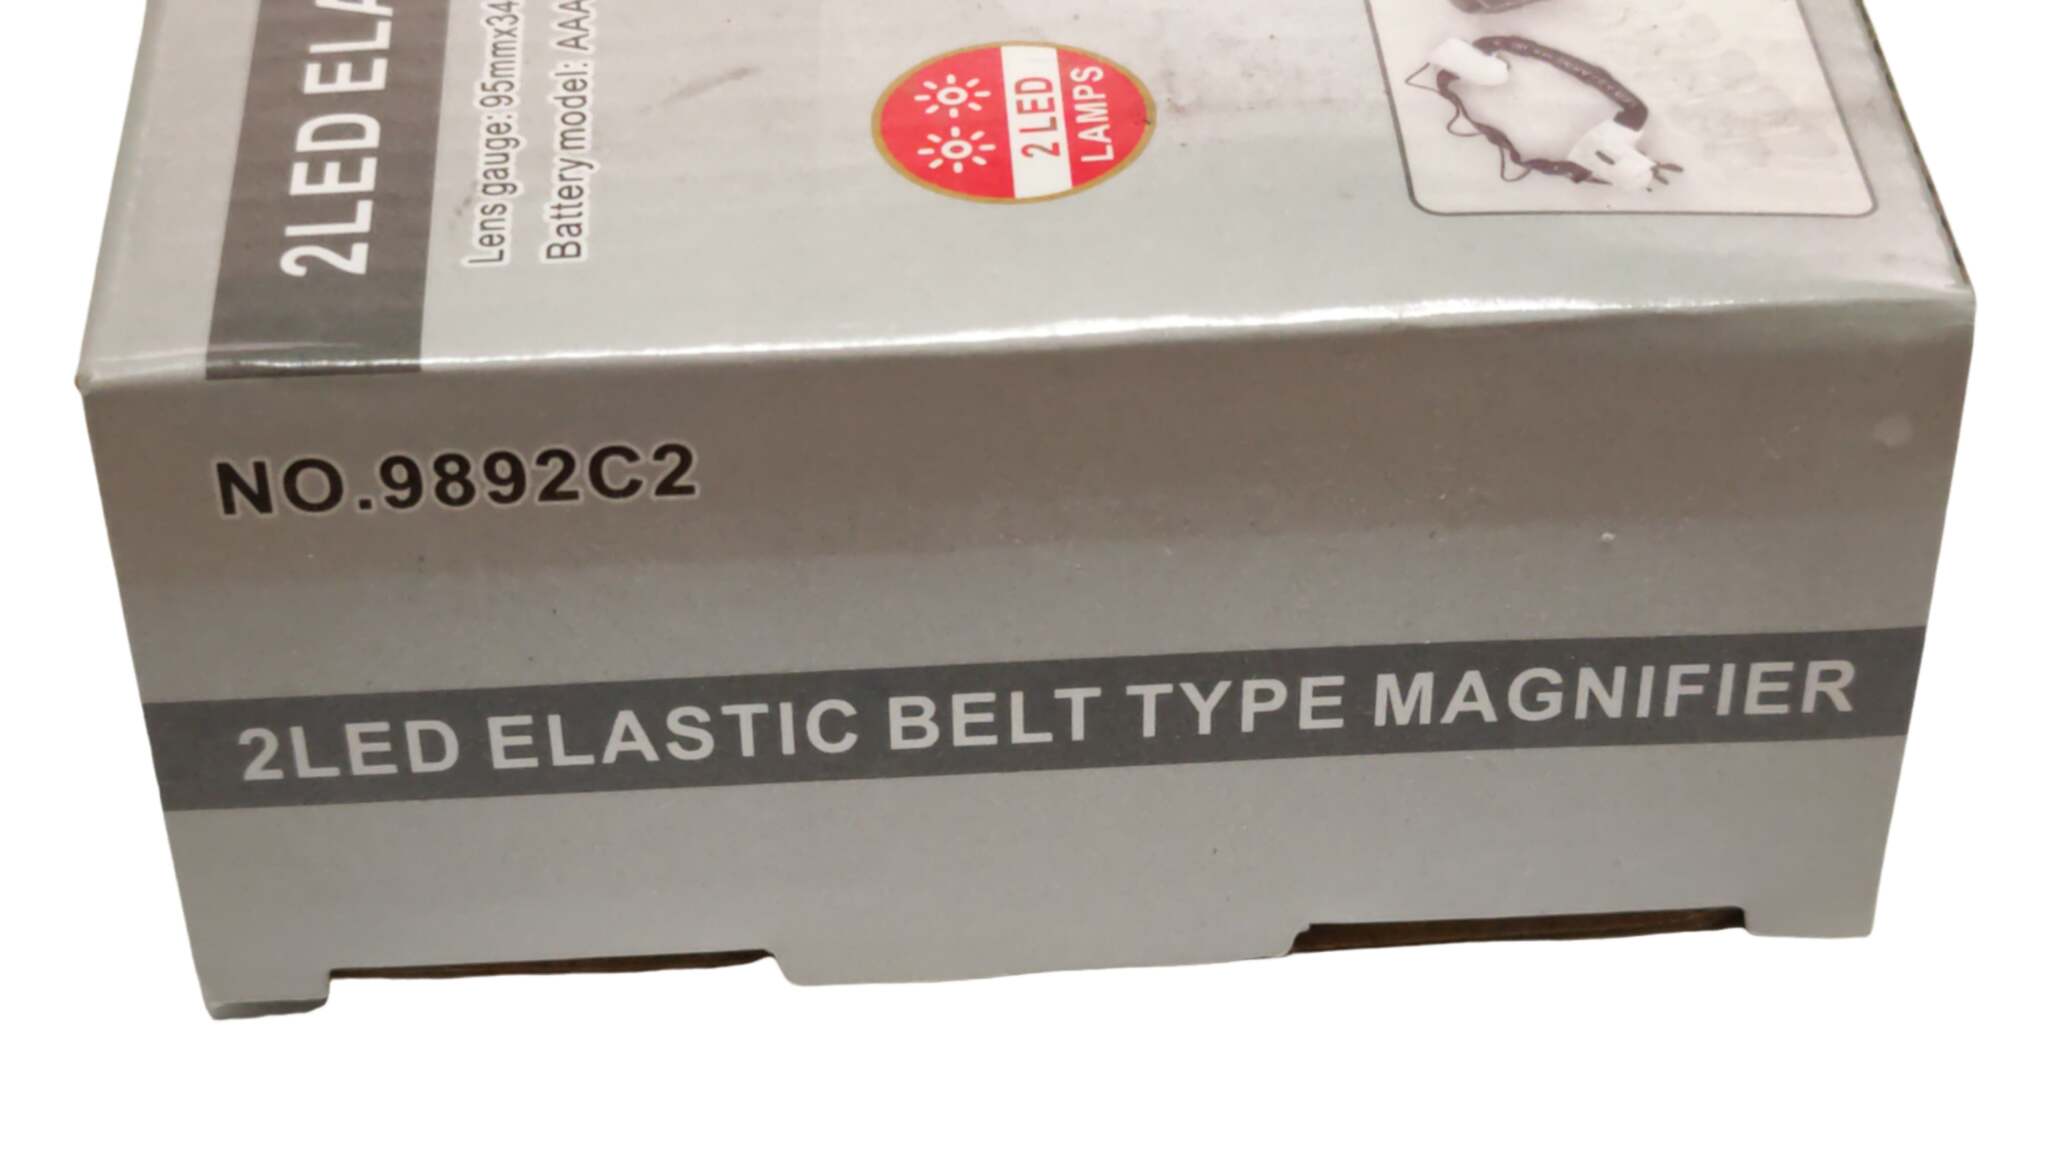 2LED ELA
Lens gauge: 95mmx34
Battery model: AAA
2 LED
LAMPS
NO.9892C2
2LED ELASTIC BELT TYPE MAGNIFIER